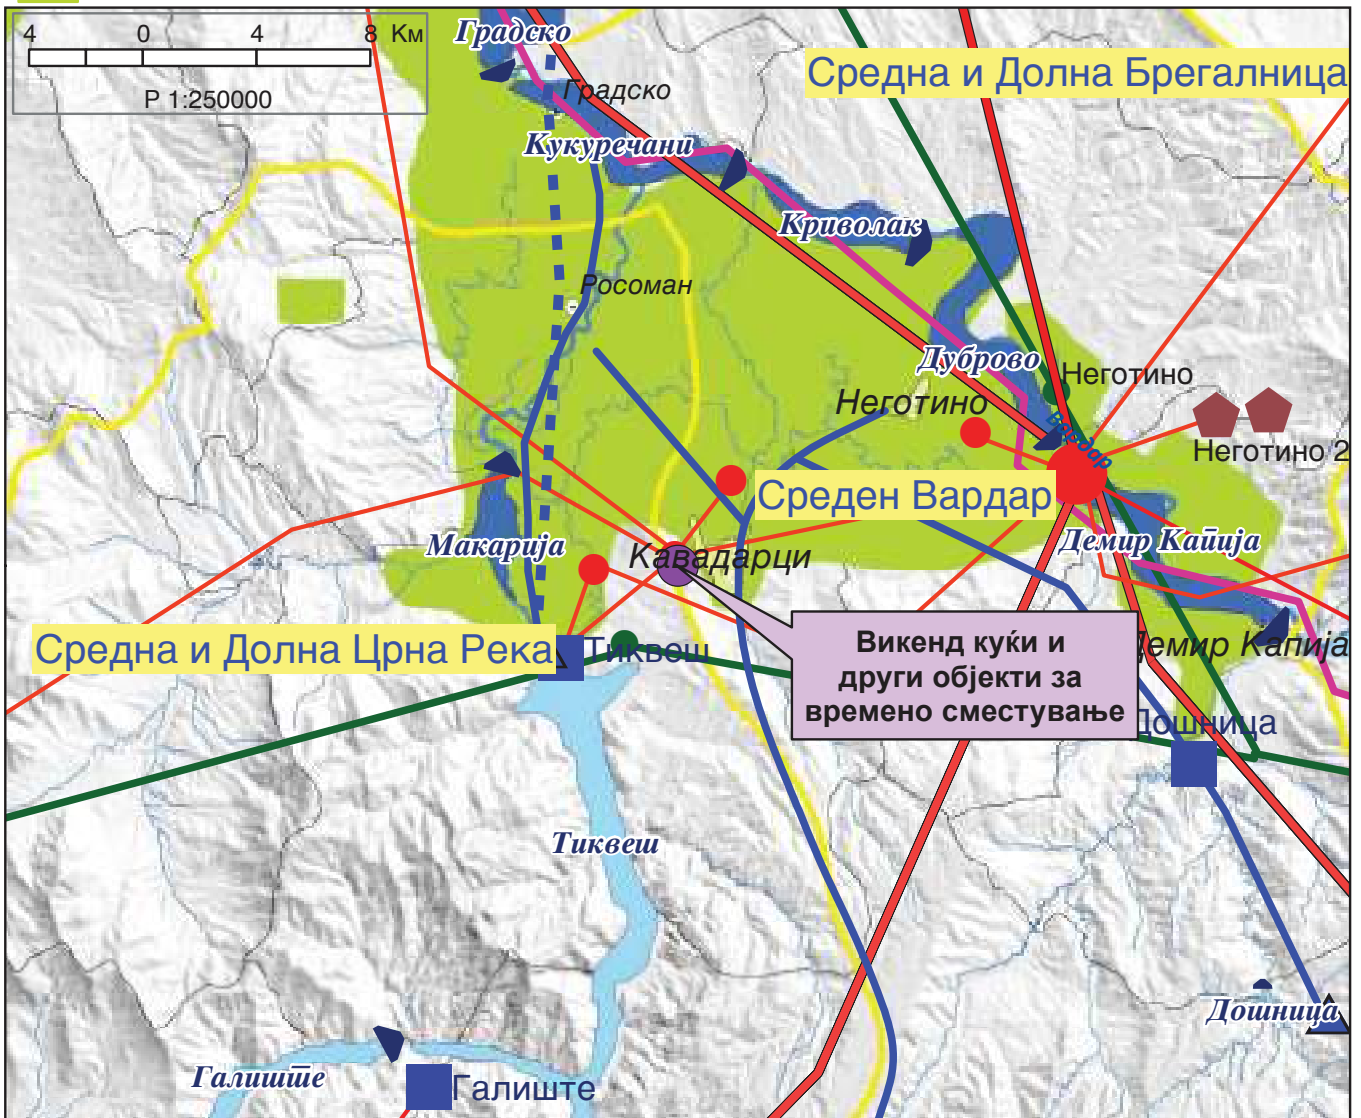 4 0 4 8 Км
Р 1:250000
Градско
Градско
Средна и Долна Брегалница
Кукуречани
Криволак
Росоман
Дуброво
Неготино
Неготино
Вардар
Неготино 2
Среден Вардар
Макарија
Кавадарци
Демир Капија
Средна и Долна Црна Река
Тиквеш
Викенд куќи и
други објекти за
времено сместување
Демир Капија
Дошница
Тиквеш
Дошница
Галиште
Галиште